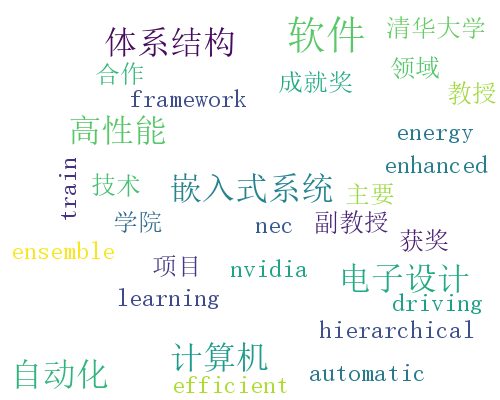 体系结构 软件 清华大学
合作 成就奖 领域
framework 教授
高性能 energy
train 技术 嵌入式系统 主要 enhanced
学院 nec 副教授 获奖
ensemble 项目 nvidia 电子设计
learning driving
hierarchical
自动化 计算机 automatic
efficient